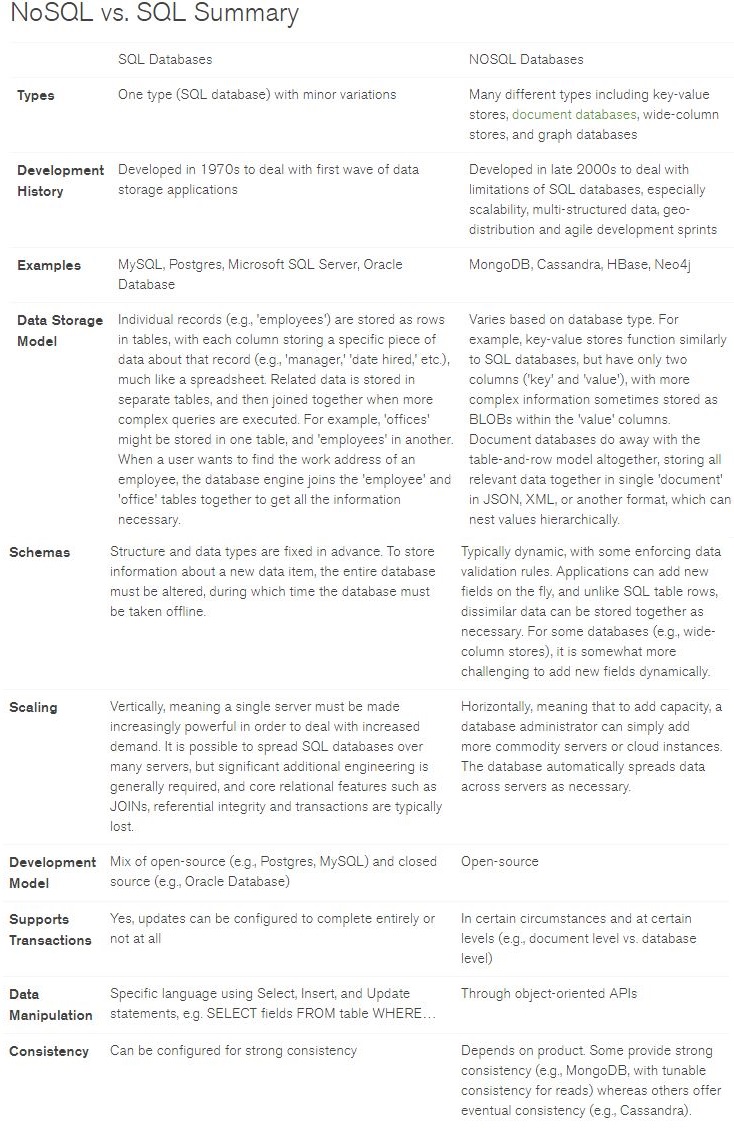 NoSQL vs. SQL Summary
SQL Databases
NOSQL Databases
Types
One type (SQL database) with minor variations
Many different types including key-value
stores, document databases, wide-column
stores, and graph databases
Development
History
Developed in 1970s to deal with first wave of data
storage applications
Developed in late 2000s to deal with
limitations of SQL databases, especially
scalability, multi-structured data, geo-
distribution and agile development sprints
Examples
MySQL, Postgres, Microsoft SQL Server, Oracle
Database
MongoDB, Cassandra, HBase, Neo4j
Data Storage
Model
Individual records (e.g., 'employees') are stored as rows
in tables, with each column storing a specific piece of
data about that record (e.g., 'manager,' 'date hired,' etc.),
much like a spreadsheet. Related data is stored in
separate tables, and then joined together when more
complex queries are executed. For example, 'offices'
might be stored in one table, and 'employees' in another.
When a user wants to find the work address of an
employee, the database engine joins the 'employee' and
'office' tables together to get all the information
necessary.
Varies based on database type. For
example, key-value stores function similarly
to SQL databases, but have only two
columns ('key' and 'value'), with more
complex information sometimes stored as
BLOBs within the 'value' columns.
Document databases do away with the
table-and-row model altogether, storing all
relevant data together in single 'document'
in JSON, XML, or another format, which can
nest values hierarchically.
Schemas
Structure and data types are fixed in advance. To store
information about a new data item, the entire database
must be altered, during which time the database must
be taken offline.
Typically dynamic, with some enforcing data
validation rules. Applications can add new
fields on the fly, and unlike SQL table rows,
dissimilar data can be stored together as
necessary. For some databases (e.g., wide-
column stores), it is somewhat more
challenging to add new fields dynamically.
Scaling
Vertically, meaning a single server must be made
increasingly powerful in order to deal with increased
demand. It is possible to spread SQL databases over
many servers, but significant additional engineering is
generally required, and core relational features such as
JOINs, referential integrity and transactions are typically
lost.
Horizontally, meaning that to add capacity, a
database administrator can simply add
more commodity servers or cloud instances.
The database automatically spreads data
across servers as necessary.
Development
Model
Mix of open-source (e.g., Postgres, MySQL) and closed
source (e.g., Oracle Database)
Open-source
Supports
Transactions
Yes, updates can be configured to complete entirely or
not at all
In certain circumstances and at certain
levels (e.g., document level vs. database
level)
Data
Manipulation
Specific language using Select, Insert, and Update
statements, e.g. SELECT fields FROM table WHERE…
Through object-oriented APIs
Consistency
Can be configured for strong consistency
Depends on product. Some provide strong
consistency (e.g., MongoDB, with tunable
consistency for reads) whereas others offer
eventual consistency (e.g., Cassandra).